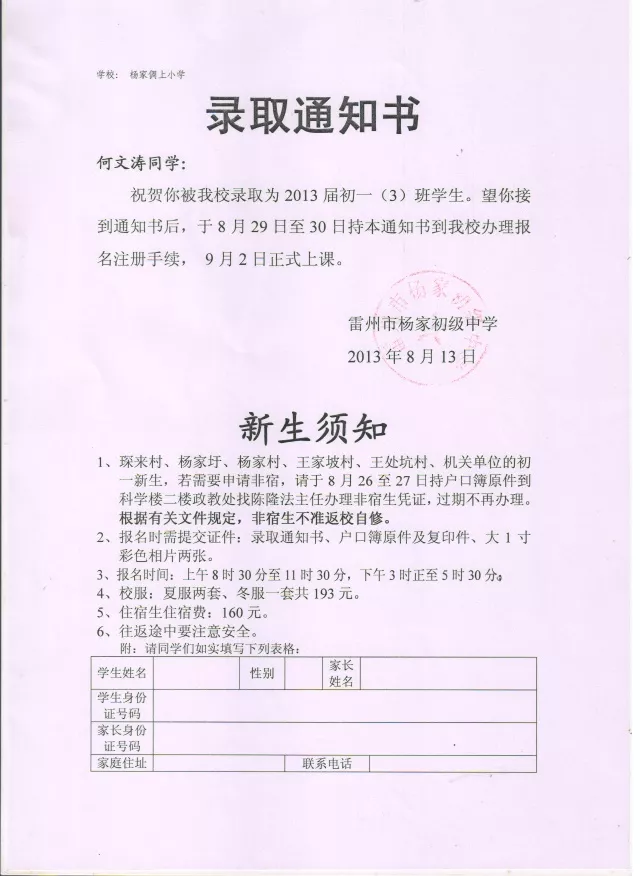 学校： 杨家倜上小学
录取通知书
何文涛同学：
祝贺你被我校录取为 2013 届初一（3）班学生。望你接
到通知书后，于 8 月 29 日至 30 日持本通知书到我校办理报
名注册手续， 9 月 2 日正式上课。
雷州市杨家初级中学
2013 年 8 月 13 日
新生须知
1、琛来村、杨家圩、杨家村、王家坡村、王处坑村、机关单位的初
一新生，若需要申请非宿，请于 8 月 26 至 27 日持户口簿原件到
科学楼二楼政教处找陈隆法主任办理非宿生凭证，过期不再办理。
根据有关文件规定，非宿生不准返校自修。
2、报名时需提交证件：录取通知书、户口簿原件及复印件、大 1 寸
彩色相片两张。
3、报名时间：上午 8 时 30 分至 11 时 30 分，下午 3 时正至 5 时 30 分。
4、校服：夏服两套、冬服一套共 193 元。
5、住宿生住宿费：160 元。
6、往返途中要注意安全。
附：请同学们如实填写下列表格：
学生姓名 性别 家长
姓名
学生身份
证号码
家长身份
证号码
家庭住址 联系电话